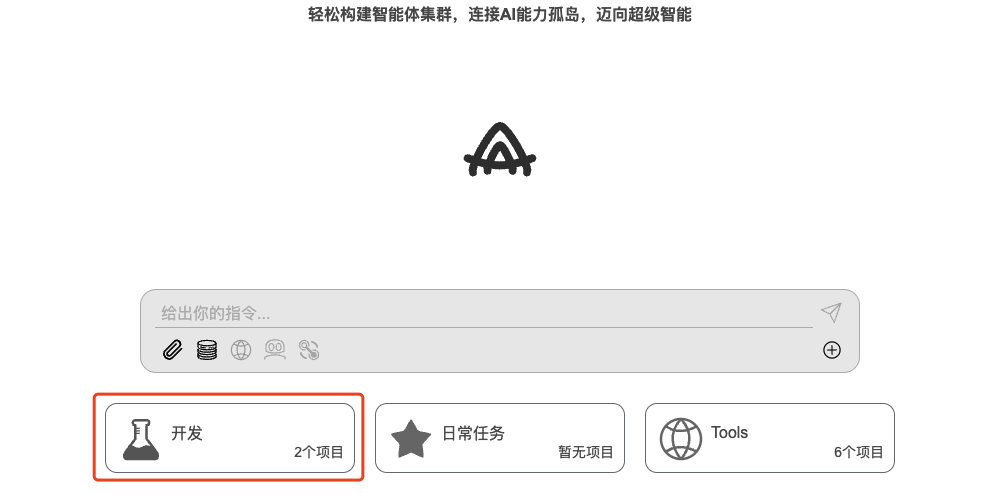 轻松构建智能体集群，连接AI能力孤岛，迈向超级智能
给出你的指令...
开发
2个项目
日常任务
暂无项目
Tools
6个项目